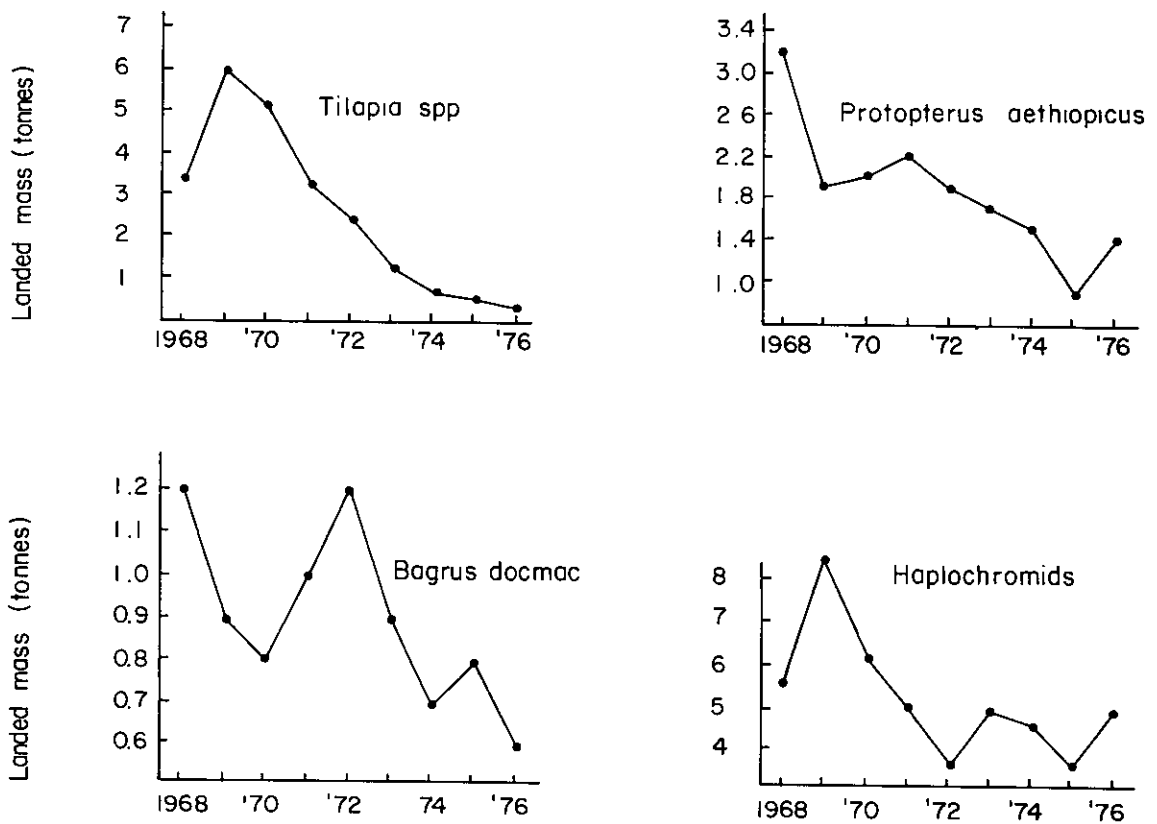 Landed mass (tonnes)
7
6
5
4
3
2
1
Tilapia spp
1968 '70 '72 '74 '76
3.4
3.0
2.6
2.2
1.8
1.4
1.0
Protopterus aethiopicus
1968 '70 '72 '74 '76
Landed mass (tonnes)
1.2
1.1
1.0
0.9
0.8
0.7
0.6
Bagrus docmac
1968 '70 '72 '74 '76
8
7
6
5
4
Haplochromids
1968 '70 '72 '74 '76